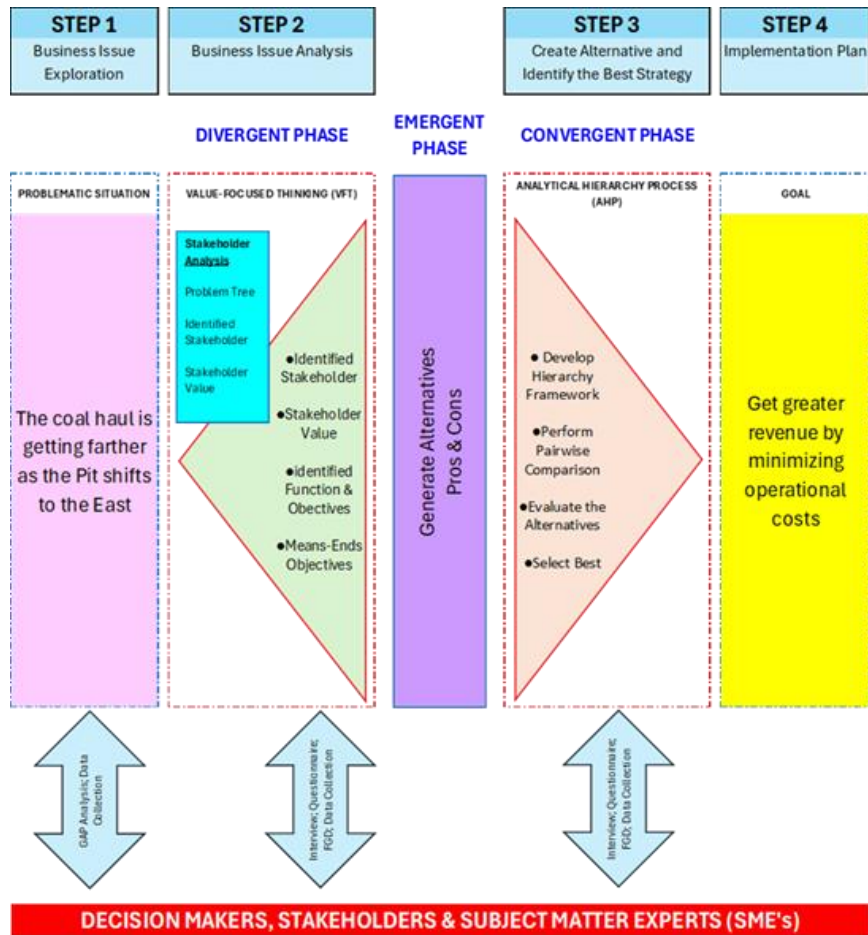 STEP 1
Business Issue
Exploration
STEP 2
Business Issue Analysis
STEP 3
Create Alternative and
Identify the Best Strategy
STEP 4
Implementation Plan
DIVERGENT PHASE
EMERGENT
PHASE
CONVERGENT PHASE
PROBLEMATIC SITUATION
The coal haul is
getting farther
as the Pit shifts
to the East
VALUE-FOCUSED THINKING (VFT)
Stakeholder
Analysis
Problem Tree
Identified
Stakeholder
Stakeholder
Value
●Identified
Stakeholder
●Stakeholder
Value
●Identified
Function &
Obectives
●Means-Ends
Objectives
Generate Alternatives
Pros & Cons
ANALYTICAL HIERARCHY PROCESS
(AHP)
● Develop
Hierarchy
Framework
● Perform
Pairwise
Comparison
●Evaluate the
Alternatives
●Select Best
GOAL
Get greater
revenue by
minimizing
operational
costs
GAP Analysis; Data
Collection
Interview; Questionnaire;
FGD; Data Collection
Interview; Questionnaire;
FGD; Data Collection
DECISION MAKERS, STAKEHOLDERS & SUBJECT MATTER EXPERTS (SME's)